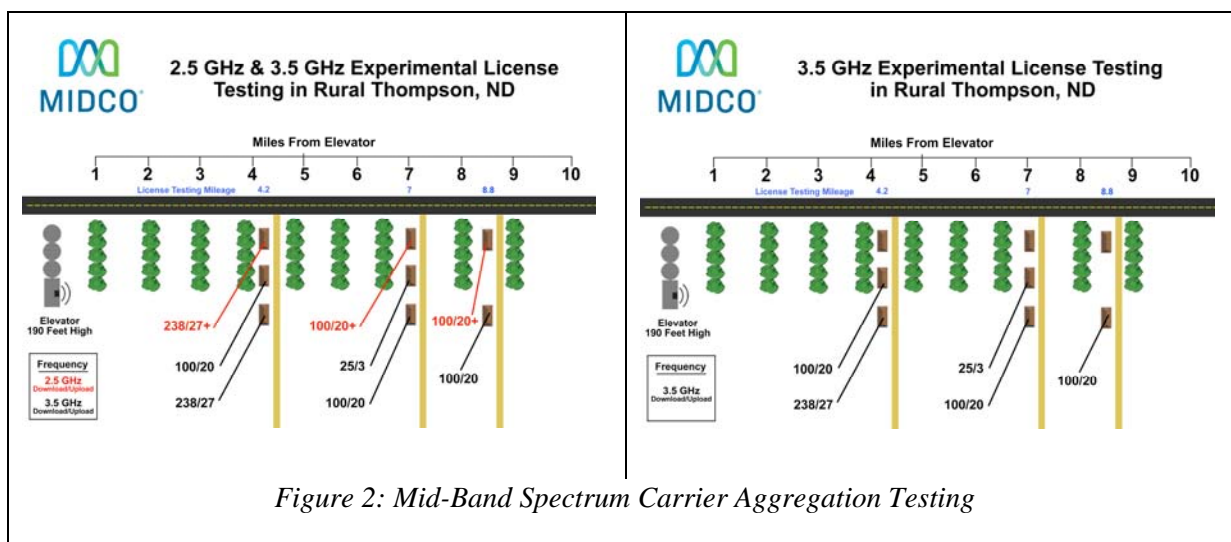 MIDCO
2.5 GHz & 3.5 GHz Experimental License
Testing in Rural Thompson, ND
Miles From Elevator
1 2 3 4 5 6 7 8 9 10
License Testing Mileage 4.2 7 8.8
238/27+
100/20+
100/20+
100/20
25/3
100/20
238/27
100/20
Elevator
190 Feet High
Frequency
2.5 GHz
Download/Upload
3.5 GHz
Download/Upload
MIDCO
3.5 GHz Experimental License Testing
in Rural Thompson, ND
Miles From Elevator
1 2 3 4 5 6 7 8 9 10
License Testing Mileage 4.2 7 8.8
100/20
25/3
100/20
238/27
100/20
Elevator
190 Feet High
Frequency
3.5 GHz
Download/Upload
Figure 2: Mid-Band Spectrum Carrier Aggregation Testing